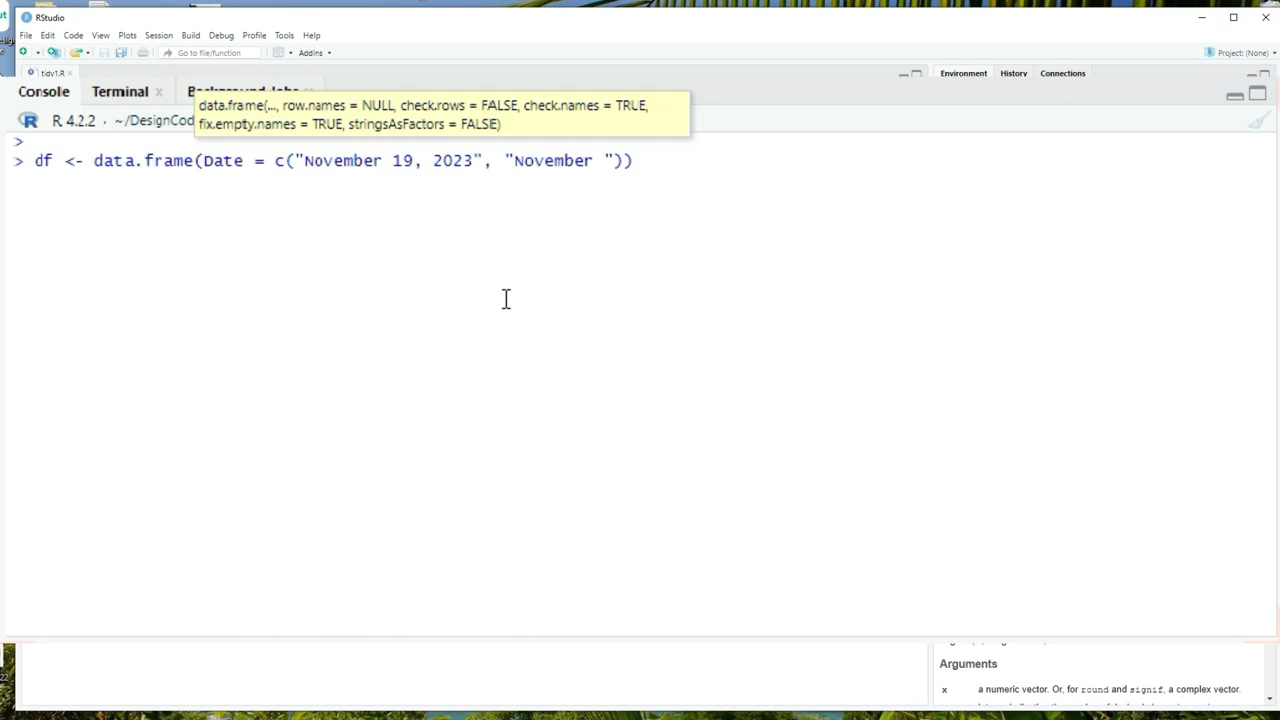 RStudio
File Edit Code View Plots Session Build Debug Profile Tools Help
Go to file/function Addins Project: (None)
tidy1.R Environment History Connections
Console Terminal
data.frame(..., row.names = NULL, check.rows = FALSE, check.names = TRUE,
fix.empty.names = TRUE, stringsAsFactors = FALSE)
R 4.2.2 · ~/DesignCod
>
> df <- data.frame(Date = c("November 19, 2023", "November "))
Arguments
x a numeric vector. Or, for round and signif, a complex vector.
22